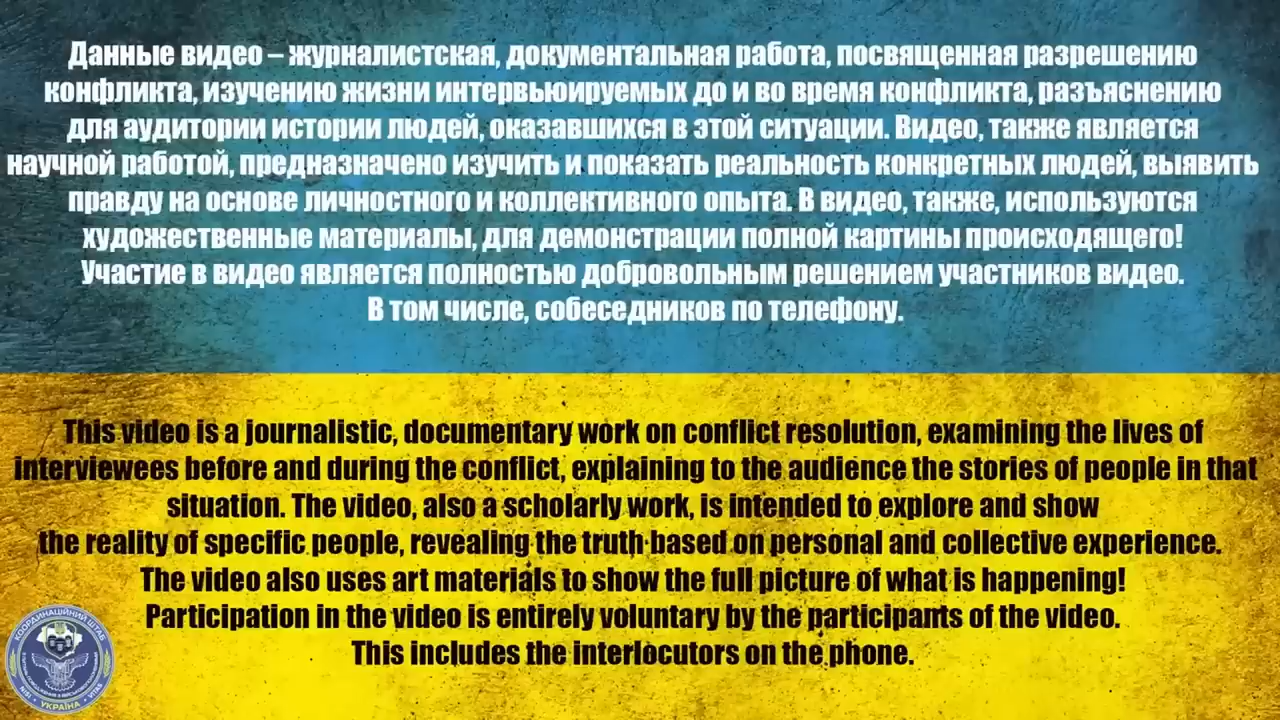 Данные видео – журналистская, документальная работа, посвященная разрешению
конфликта, изучению жизни интервьюируемых до и во время конфликта, разъяснению
для аудитории истории людей, оказавшихся в этой ситуации. Видео, также является
научной работой, предназначено изучить и показать реальность конкретных людей, выявить
правду на основе личностного и коллективного опыта. В видео, также, используются
художественные материалы, для демонстрации полной картины происходящего!
Участие в видео является полностью добровольным решением участников видео.
В том числе, собеседников по телефону.
This video is a journalistic, documentary work on conflict resolution, examining the lives of
interviewees before and during the conflict, explaining to the audience the stories of people in that
situation. The video, also a scholarly work, is intended to explore and show
the reality of specific people, revealing the truth based on personal and collective experience.
The video also uses art materials to show the full picture of what is happening!
Participation in the video is entirely voluntary by the participants of the video.
This includes the interlocutors on the phone.
КООРДИНАЦІЙНИЙ ШТАБ
УКРАЇНА